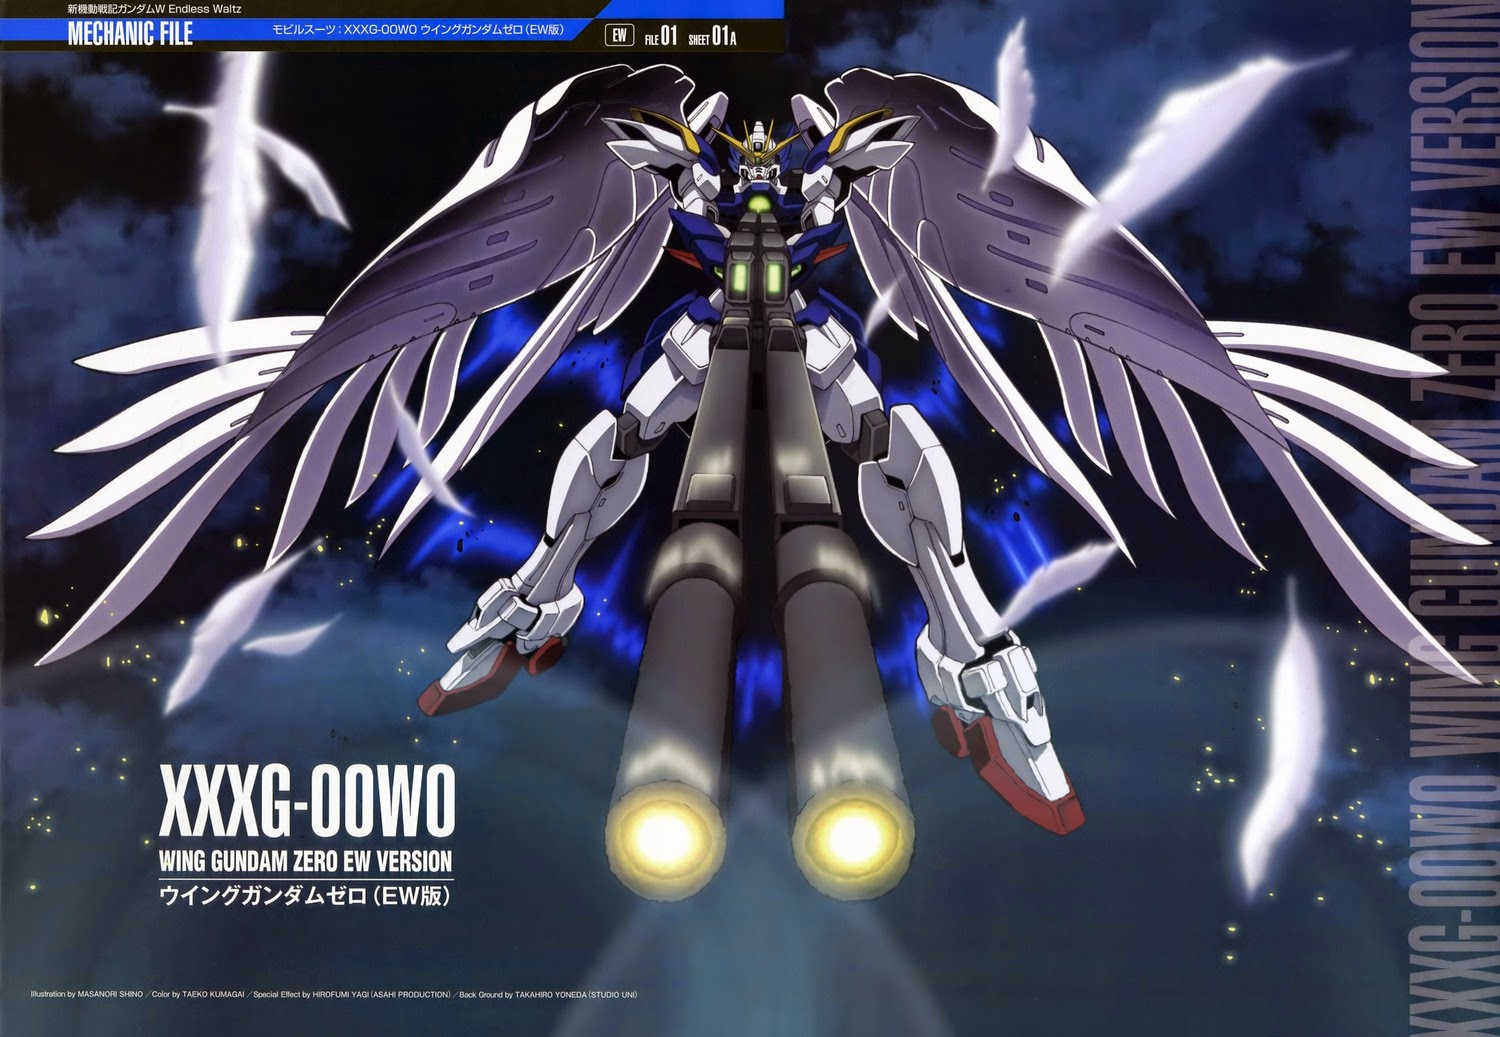 新機動戦記ガンダムW Endless Waltz
MECHANIC FILE
モビルスーツ：XXXG-00W0 ウイングガンダムゼロ（EW版）
EW FILE 01 SHEET 01A
XXXG-00W0 WING GUNDAM ZERO EW VERSION
XXXG-00W0
WING GUNDAM ZERO EW VERSION
ウイングガンダムゼロ（EW版）
Illustration by MASANORI SHINO／Color by TAEKO KUMAGAI／Special Effect by HIROFUMI YAGI（ASAHI PRODUCTION）／Back Ground by TAKAHIRO YONEDA（STUDIO UNI）